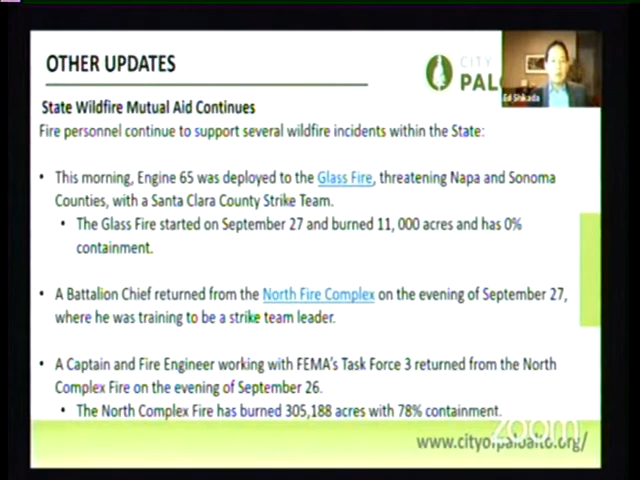 OTHER UPDATES
CITY
PALO
Ed Shikada
State Wildfire Mutual Aid Continues
Fire personnel continue to support several wildfire incidents within the State:
• This morning, Engine 65 was deployed to the Glass Fire, threatening Napa and Sonoma
Counties, with a Santa Clara County Strike Team.
• The Glass Fire started on September 27 and burned 11, 000 acres and has 0%
containment.
• A Battalion Chief returned from the North Fire Complex on the evening of September 27,
where he was training to be a strike team leader.
• A Captain and Fire Engineer working with FEMA's Task Force 3 returned from the North
Complex Fire on the evening of September 26.
• The North Complex Fire has burned 305,188 acres with 78% containment.
zoom
www.cityofpaloalto.org/